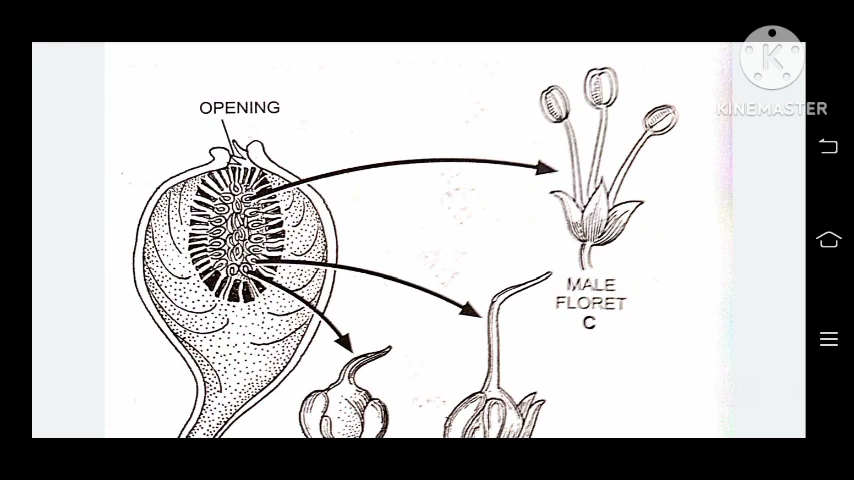 OPENING
KINEMASTER
MALE
FLORET
C